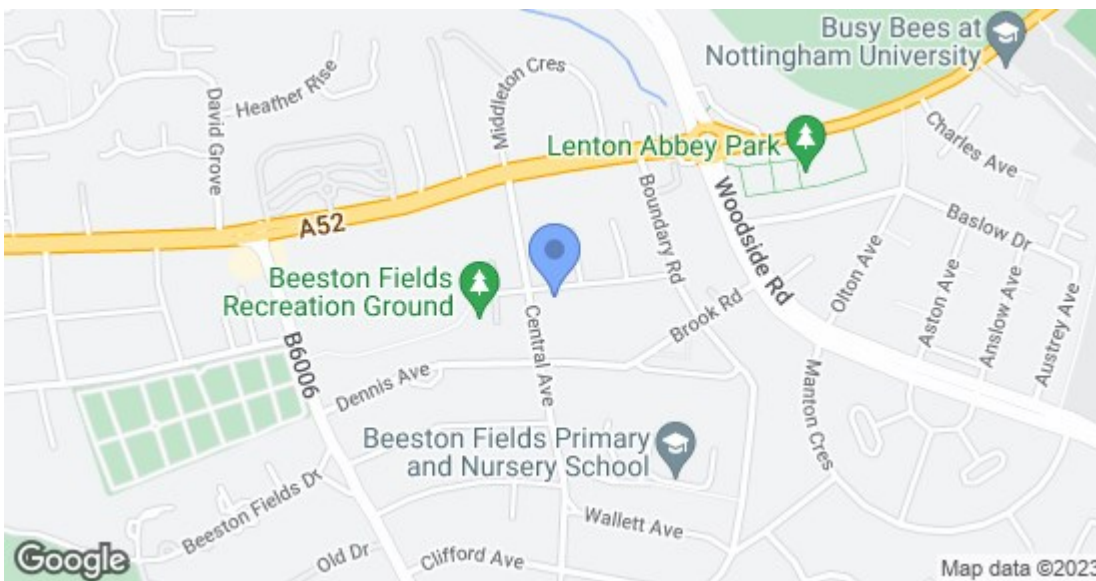 Busy Bees at
Nottingham University
Heather Rise
Middleton Cres
David Grove
Lenton Abbey Park
Charles Ave
A52
Boundary Rd
Woodside Rd
Baslow Dr
Beeston Fields
Recreation Ground
Olton Ave
Aston Ave
Anslow Ave
Austrey Ave
Central Ave
Brook Rd
B6006
Dennis Ave
Manton Cres
Beeston Fields Primary
and Nursery School
Beeston Fields Dr
Wallett Ave
Old Dr
Clifford Ave
Google
Map data ©2023